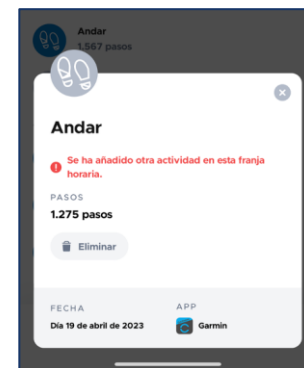 Andar
1.567 pasos
Andar
Se ha añadido otra actividad en esta franja
horaria.
PASOS
1.275 pasos
Eliminar
FECHA
APP
Día 19 de abril de 2023
Garmin